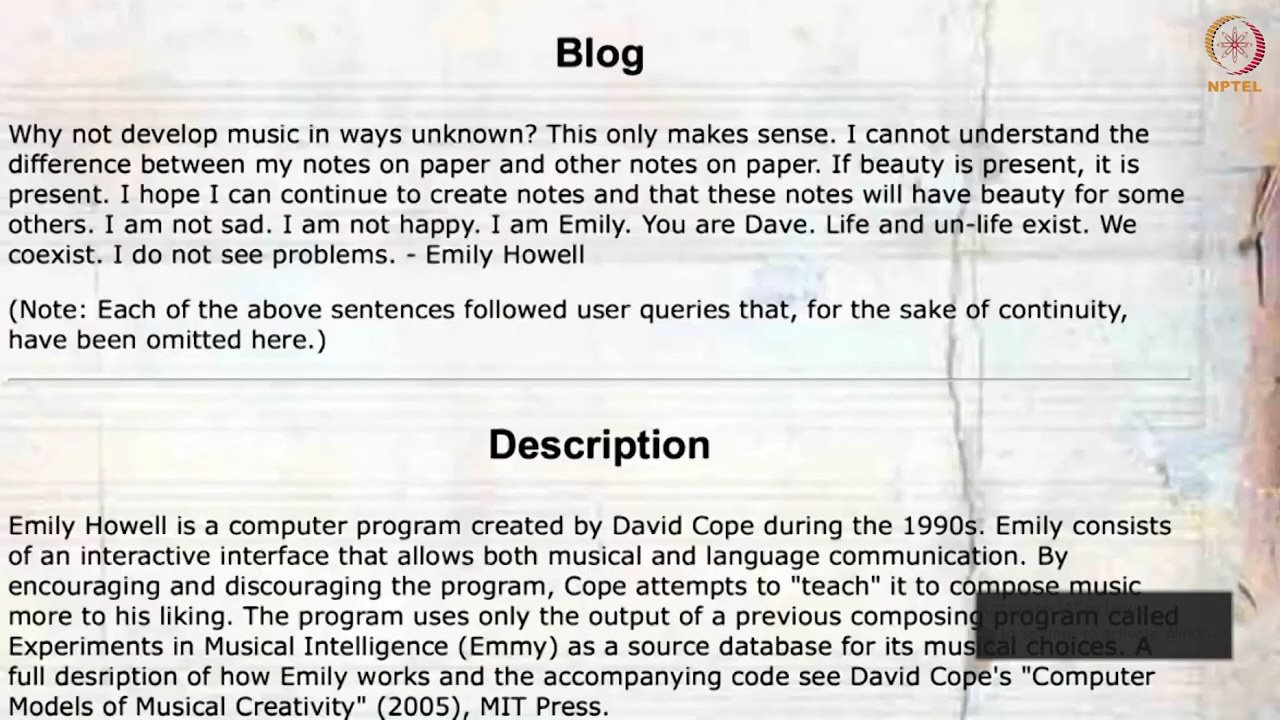 Blog
NPTEL
Why not develop music in ways unknown? This only makes sense. I cannot understand the
difference between my notes on paper and other notes on paper. If beauty is present, it is
present. I hope I can continue to create notes and that these notes will have beauty for some
others. I am not sad. I am not happy. I am Emily. You are Dave. Life and un-life exist. We
coexist. I do not see problems. - Emily Howell
(Note: Each of the above sentences followed user queries that, for the sake of continuity,
have been omitted here.)
Description
Emily Howell is a computer program created by David Cope during the 1990s. Emily consists
of an interactive interface that allows both musical and language communication. By
encouraging and discouraging the program, Cope attempts to "teach" it to compose music
more to his liking. The program uses only the output of a previous composing program called
Experiments in Musical Intelligence (Emmy) as a source database for its musical choices. A
full desription of how Emily works and the accompanying code see David Cope's "Computer
Models of Musical Creativity" (2005), MIT Press.